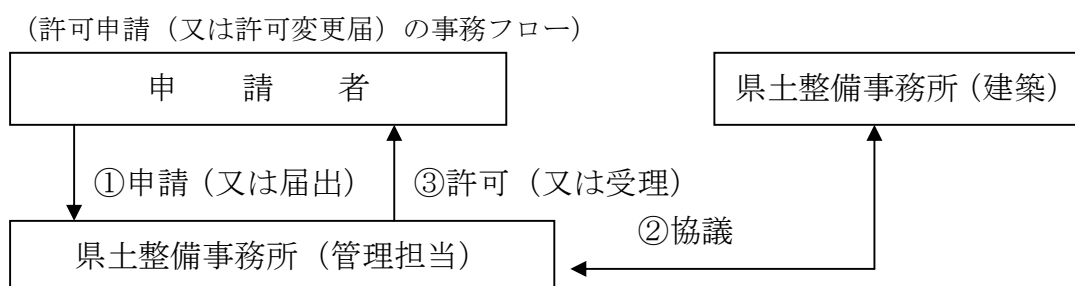 (許可申請（又は許可変更届）の事務フロー）
申　請　者
県土整備事務所（建築）
①申請（又は届出）
③許可（又は受理）
②協議
県土整備事務所（管理担当）